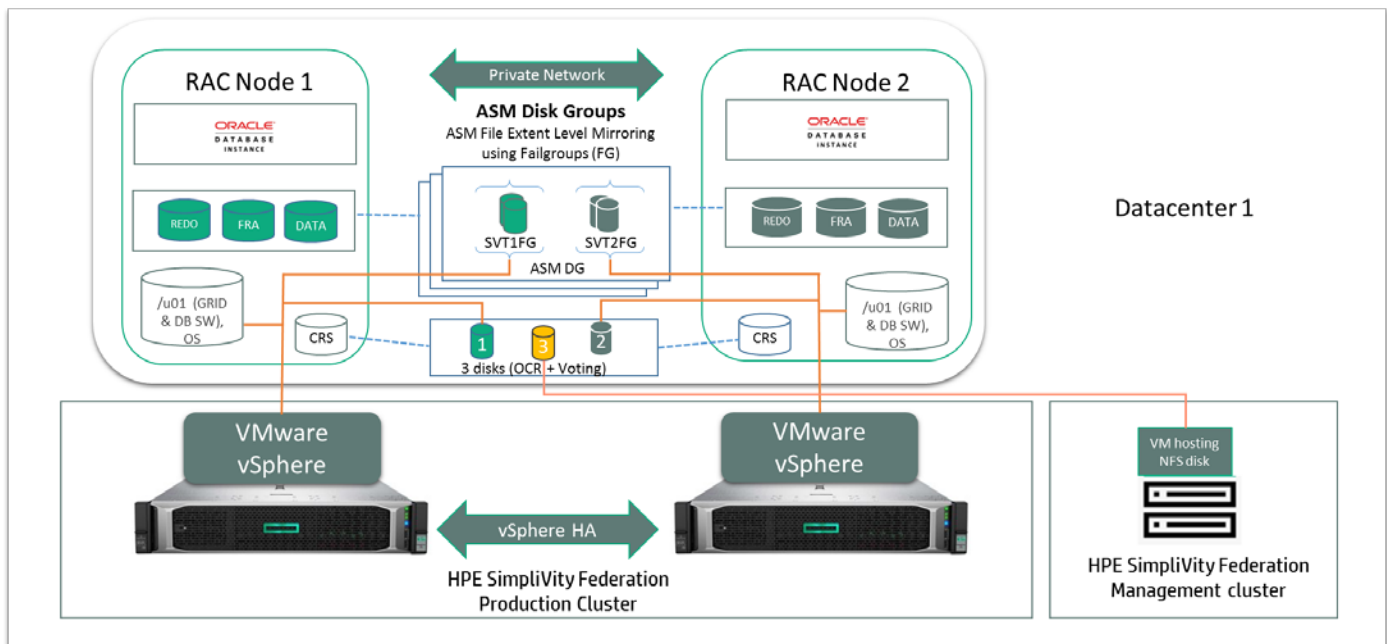 RAC Node 1
Private Network
RAC Node 2
ORACLE
DATABASE
INSTANCE
ASM Disk Groups
ASM File Extent Level Mirroring
using Failgroups (FG)
ORACLE
DATABASE
INSTANCE
Datacenter 1
REDO
FRA
DATA
SVT1FG
SVT2FG
ASM DG
REDO
FRA
DATA
/u01 (GRID
& DB SW),
OS
CRS
1
3
2
3 disks (OCR + Voting)
CRS
/u01 (GRID
& DB SW),
OS
VMware
vSphere
vSphere HA
VMware
vSphere
HPE SimpliVity Federation
Production Cluster
VM hosting
NFS disk
HPE SimpliVity Federation
Management cluster